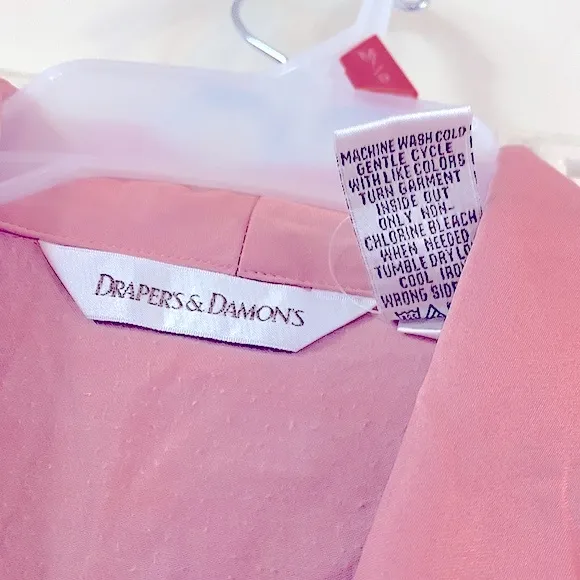 DRAPERS & DAMON'S
MACHINE WASH COLD
GENTLE CYCLE
WITH LIKE COLORS
TURN GARMENT
INSIDE OUT
ONLY NON-
CHLORINE BLEACH
WHEN NEEDED
TUMBLE DRY LO
COOL IRON
WRONG SIDE